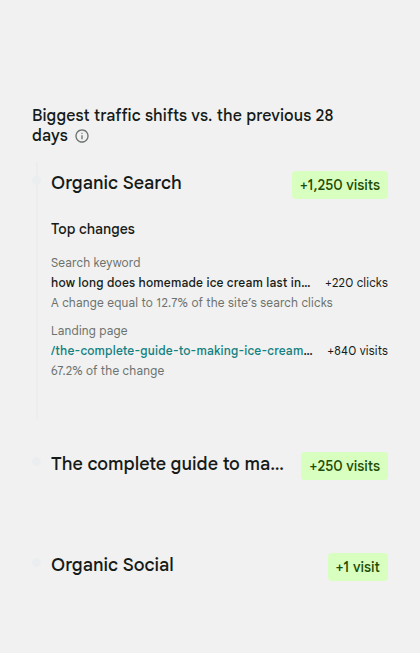 Biggest traffic shifts vs. the previous 28
days
Organic Search
+1,250 visits
Top changes
Search keyword
how long does homemade ice cream last in...
+220 clicks
A change equal to 12.7% of the site's search clicks
Landing page
/the-complete-guide-to-making-ice-cream...
+840 visits
67.2% of the change
The complete guide to ma...
+250 visits
Organic Social
+1 visit